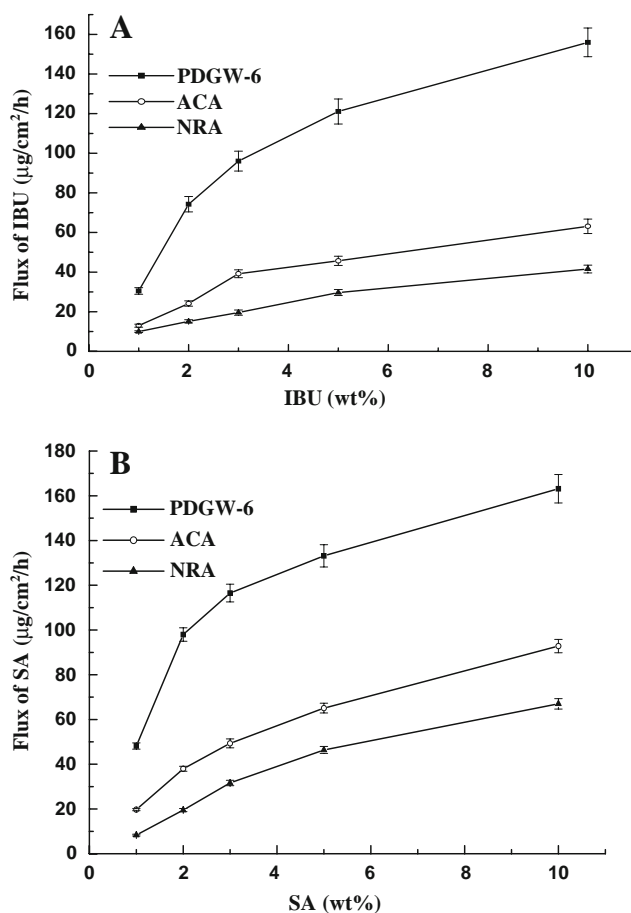 A
160
140
120
100
80
60
40
20
0
PDGW-6
ACA
NRA
Flux of IBU (μg/cm²/h)
0 2 4 6 8 10
IBU (wt%)
B
180
160
140
120
100
80
60
40
20
0
PDGW-6
ACA
NRA
Flux of SA (μg/cm²/h)
0 2 4 6 8 10
SA (wt%)